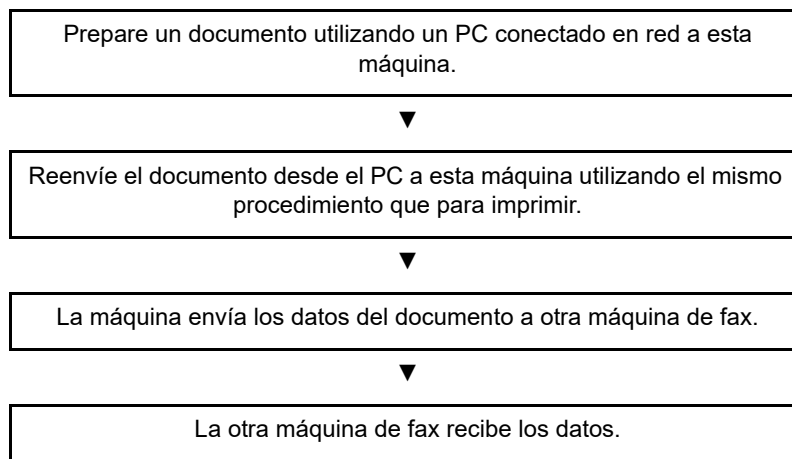 Prepare un documento utilizando un PC conectado en red a esta
máquina.
▼
Reenvíe el documento desde el PC a esta máquina utilizando el mismo
procedimiento que para imprimir.
▼
La máquina envía los datos del documento a otra máquina de fax.
▼
La otra máquina de fax recibe los datos.